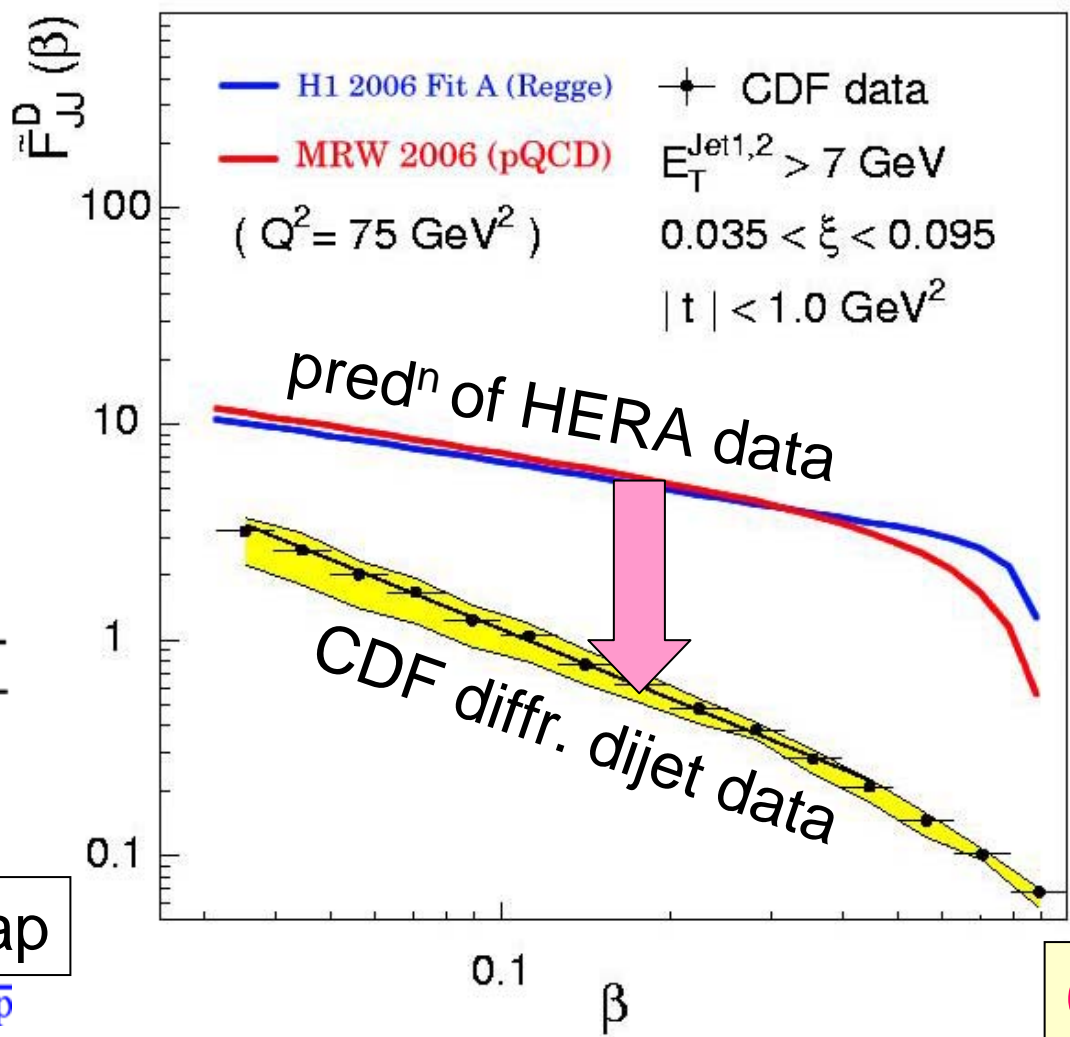 F̃ᴰJJ (β)
H1 2006 Fit A (Regge)
MRW 2006 (pQCD)
( Q² = 75 GeV² )
CDF data
E_T^Jet1,2 > 7 GeV
0.035 < ξ < 0.095
| t | < 1.0 GeV²
100
10
1
0.1
predⁿ of HERA data
CDF diffr. dijet data
0.1
β
ap
p̄